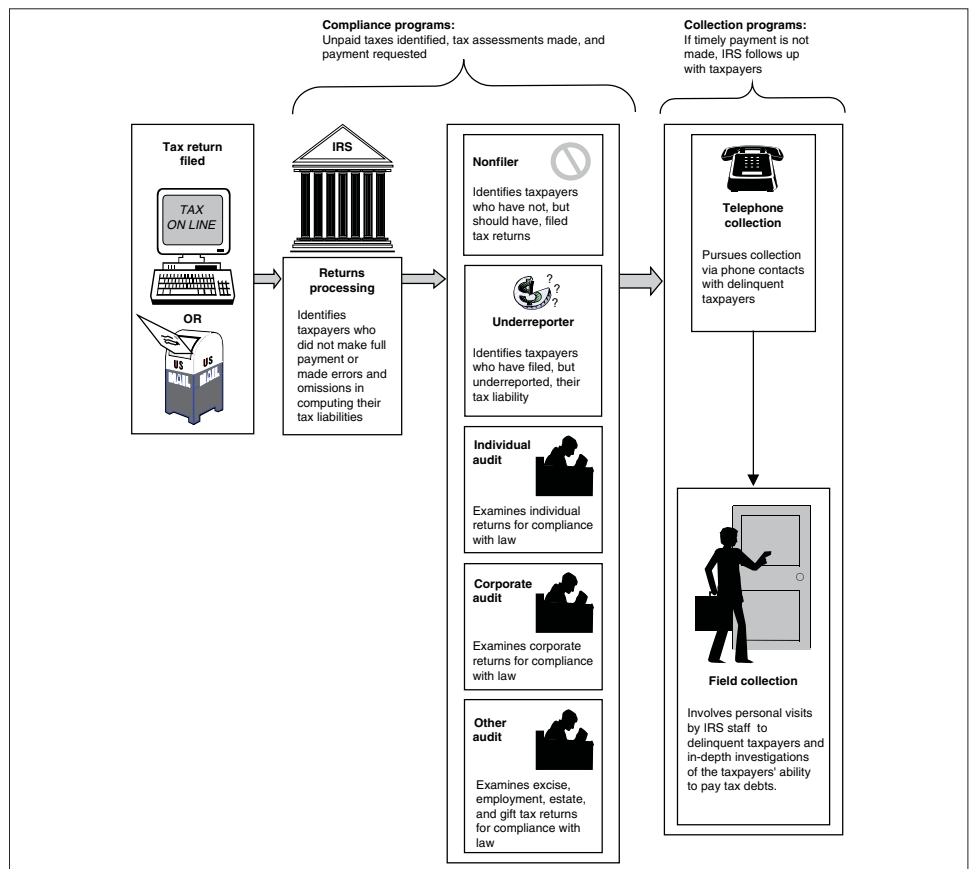 Compliance programs:
Unpaid taxes identified, tax assessments made, and
payment requested
Collection programs:
If timely payment is not
made, IRS follows up
with taxpayers
Tax return
filed
TAX
ON LINE
OR
US
MAIL
US
MAIL
IRS
Returns
processing
Identifies
taxpayers who
did not make full
payment or
made errors and
omissions in
computing their
tax liabilities
Nonfiler
Identifies taxpayers
who have not, but
should have, filed
tax returns
?
?
?
Underreporter
Identifies taxpayers
who have filed, but
underreported, their
tax liability
Individual
audit
Examines individual
returns for compliance
with law
Corporate
audit
Examines corporate
returns for compliance
with law
Other
audit
Examines excise,
employment, estate,
and gift tax returns
for compliance with
law
Telephone
collection
Pursues collection
via phone contacts
with delinquent
taxpayers
Field collection
Involves personal visits
by IRS staff to
delinquent taxpayers and
in-depth investigations
of the taxpayers' ability
to pay tax debts.